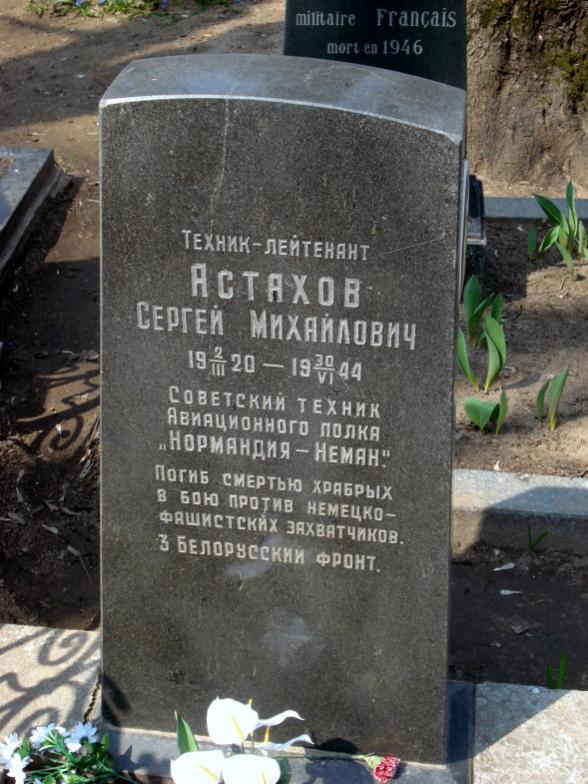 militaire Français
mort en 1946
Техник-лейтенант
Астахов
Сергей Михайлович
19 2/III 20 — 19 30/VI 44
Советский техник
Авиационного полка
„Нормандия – Неман".
Погиб смертью храбрых
в бою против немецко-
фашистских захватчиков.
3 Белорусский фронт.